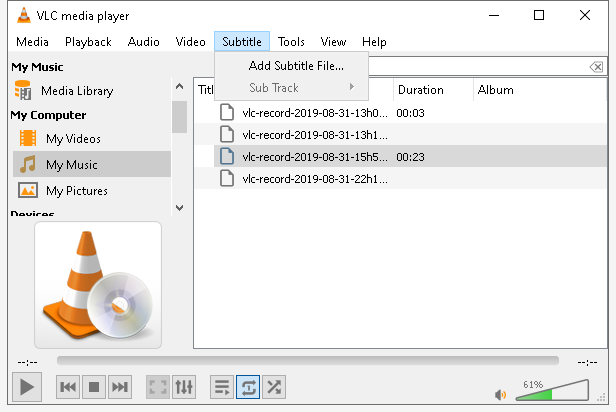 VLC media player
Media Playback Audio Video Subtitle Tools View Help
Add Subtitle File...
Sub Track
My Music
Media Library
My Computer
My Videos
My Music
My Pictures
Devices
Duration Album
vlc-record-2019-08-31-13h0... 00:03
vlc-record-2019-08-31-13h1...
vlc-record-2019-08-31-15h5... 00:23
vlc-record-2019-08-31-22h1...
--:-- --:--
61%